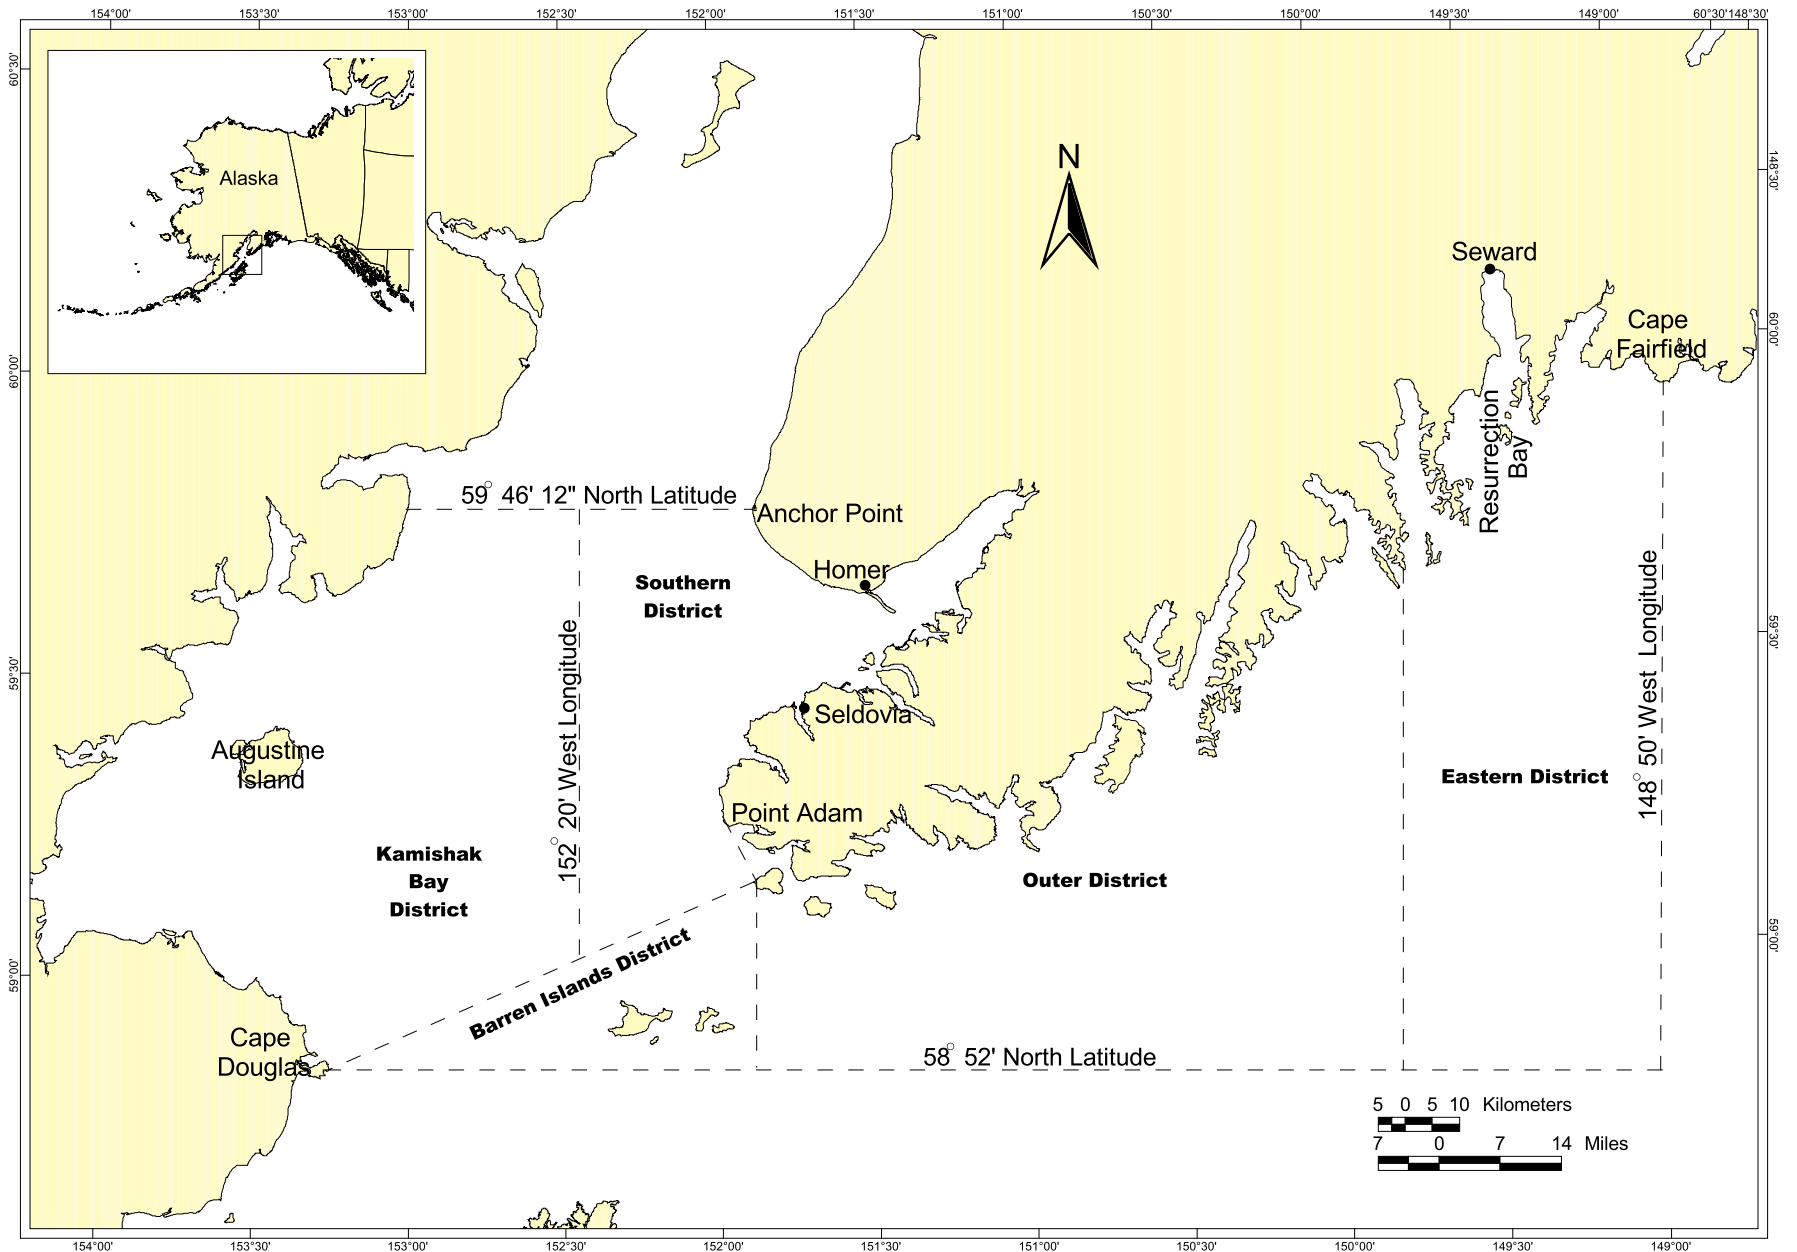 154°00'
153°30'
153°00'
152°30'
152°00'
151°30'
151°00'
150°30'
150°00'
149°30'
149°00'
60°30'
148°30'
60°30'
148°30'
Alaska
N
Seward
Cape
Fairfield
60°00'
60°00'
Resurrection
Bay
59° 46' 12" North Latitude
Anchor Point
Homer
Southern
District
152° 20' West Longitude
148° 50' West Longitude
59°30'
59°30'
Seldovia
Augustine
Island
Point Adam
Eastern District
Kamishak
Bay
District
Outer District
Barren Islands District
59°00'
59°00'
Cape
Douglas
58° 52' North Latitude
5 0 5 10 Kilometers
7 0 7 14 Miles
154°00'
153°30'
153°00'
152°30'
152°00'
151°30'
151°00'
150°30'
150°00'
149°30'
149°00'